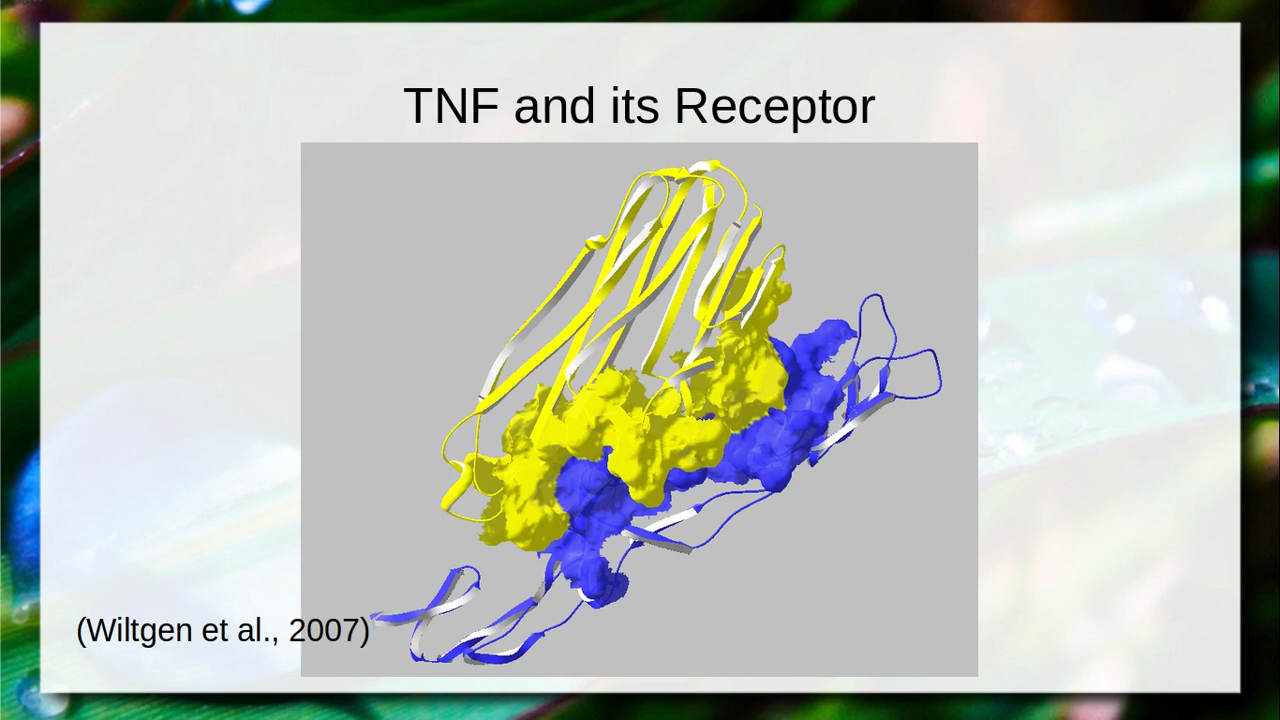 TNF and its Receptor
(Wiltgen et al., 2007)